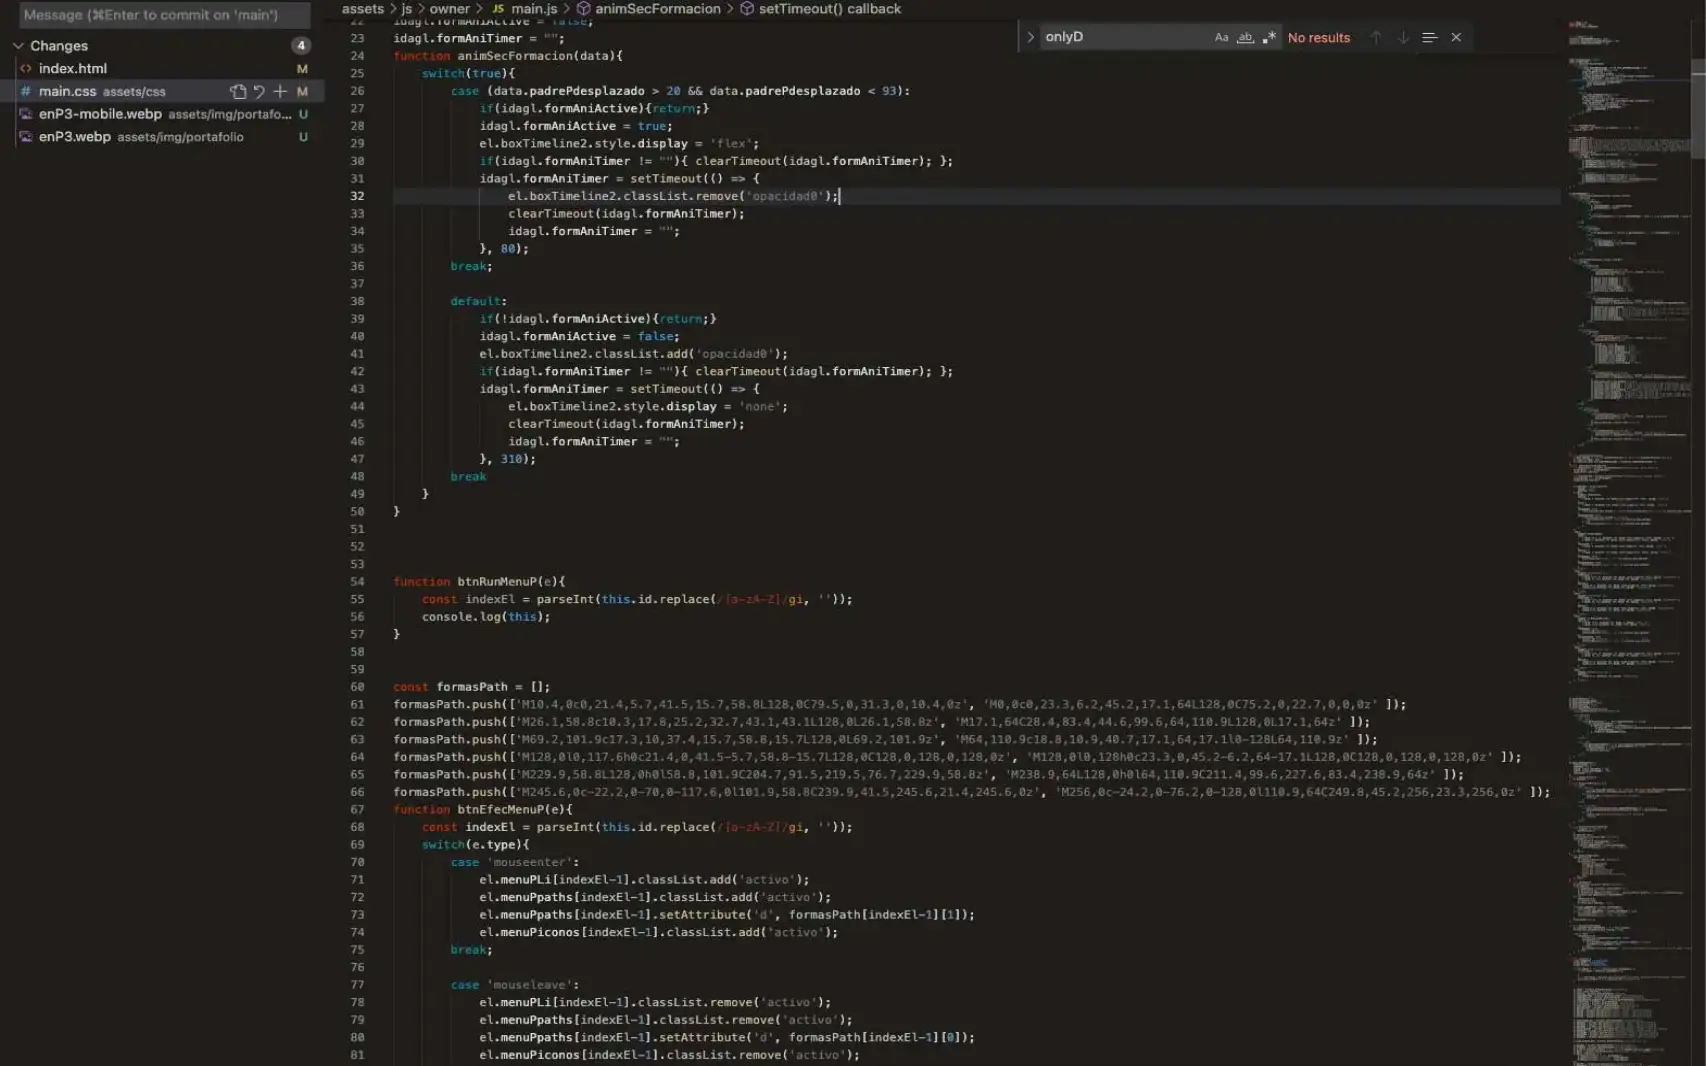 Message (⌘Enter to commit on 'main')
Changes 4
index.html M
main.css assets/css M
enP3-mobile.webp assets/img/portafo... U
enP3.webp assets/img/portafolio U
assets > js > owner > JS main.js > animSecFormacion > setTimeout() callback
onlyD Aa ab No results
22 idagl.formAniActive = false;
23 idagl.formAniTimer = "";
24 function animSecFormacion(data){
25 switch(true){
26 case (data.padrePdesplazado > 20 && data.padrePdesplazado < 93):
27 if(idagl.formAniActive){return;}
28 idagl.formAniActive = true;
29 el.boxTimeline2.style.display = 'flex';
30 if(idagl.formAniTimer != ""){ clearTimeout(idagl.formAniTimer); };
31 idagl.formAniTimer = setTimeout(() => {
32 el.boxTimeline2.classList.remove('opacidad0');
33 clearTimeout(idagl.formAniTimer);
34 idagl.formAniTimer = "";
35 }, 80);
36 break;
37
38 default:
39 if(!idagl.formAniActive){return;}
40 idagl.formAniActive = false;
41 el.boxTimeline2.classList.add('opacidad0');
42 if(idagl.formAniTimer != ""){ clearTimeout(idagl.formAniTimer); };
43 idagl.formAniTimer = setTimeout(() => {
44 el.boxTimeline2.style.display = 'none';
45 clearTimeout(idagl.formAniTimer);
46 idagl.formAniTimer = "";
47 }, 310);
48 break
49 }
50 }
51
52
53
54 function btnRunMenuP(e){
55 const indexEl = parseInt(this.id.replace(/[a-zA-Z]/gi, ''));
56 console.log(this);
57 }
58
59
60 const formasPath = [];
61 formasPath.push(['M10.4,0c0,21.4,5.7,41.5,15.7,58.8L128,0C79.5,0,31.3,0,10.4,0z', 'M0,0c0,23.3,6.2,45.2,17.1,64L128,0C75.2,0,22.7,0,0,0z' ]);
62 formasPath.push(['M26.1,58.8c10.3,17.8,25.2,32.7,43.1,43.1L128,0L26.1,58.8z', 'M17.1,64C28.4,83.4,44.6,99.6,64,110.9L128,0L17.1,64z' ]);
63 formasPath.push(['M69.2,101.9c17.3,10,37.4,15.7,58.8,15.7L128,0L69.2,101.9z', 'M64,110.9c18.8,10.9,40.7,17.1,64,17.1l0-128L64,110.9z' ]);
64 formasPath.push(['M128,0l0,117.6h0c21.4,0,41.5-5.7,58.8-15.7L128,0C128,0,128,0,128,0z', 'M128,0l0,128h0c23.3,0,45.2-6.2,64-17.1L128,0C128,0,128,0,128,0z' ]);
65 formasPath.push(['M229.9,58.8L128,0h0l58.8,101.9C204.7,91.5,219.5,76.7,229.9,58.8z', 'M238.9,64L128,0h0l64,110.9C211.4,99.6,227.6,83.4,238.9,64z' ]);
66 formasPath.push(['M245.6,0c-22.2,0-70,0-117.6,0l101.9,58.8C239.9,41.5,245.6,21.4,245.6,0z', 'M256,0c-24.2,0-76.2,0-128,0l110.9,64C249.8,45.2,256,23.3,256,0z' ]);
67 function btnEfecMenuP(e){
68 const indexEl = parseInt(this.id.replace(/[a-zA-Z]/gi, ''));
69 switch(e.type){
70 case 'mouseenter':
71 el.menuPLi[indexEl-1].classList.add('activo');
72 el.menuPpaths[indexEl-1].classList.add('activo');
73 el.menuPpaths[indexEl-1].setAttribute('d', formasPath[indexEl-1][1]);
74 el.menuPiconos[indexEl-1].classList.add('activo');
75 break;
76
77 case 'mouseleave':
78 el.menuPLi[indexEl-1].classList.remove('activo');
79 el.menuPpaths[indexEl-1].classList.remove('activo');
80 el.menuPpaths[indexEl-1].setAttribute('d', formasPath[indexEl-1][0]);
81 el.menuPiconos[indexEl-1].classList.remove('activo');